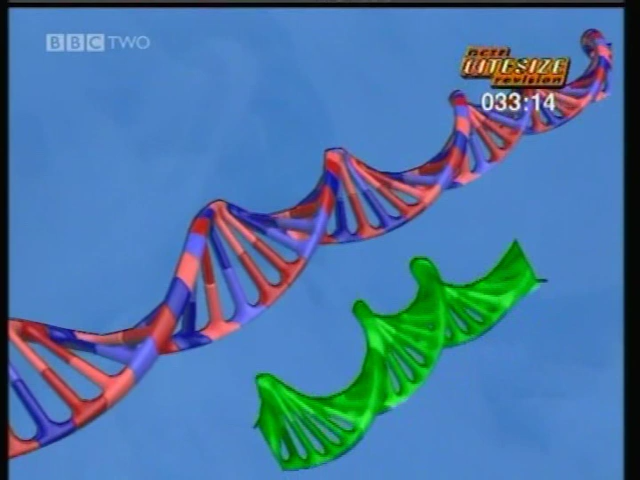 BBC TWO
gcse
BITESIZE
revision
033:14